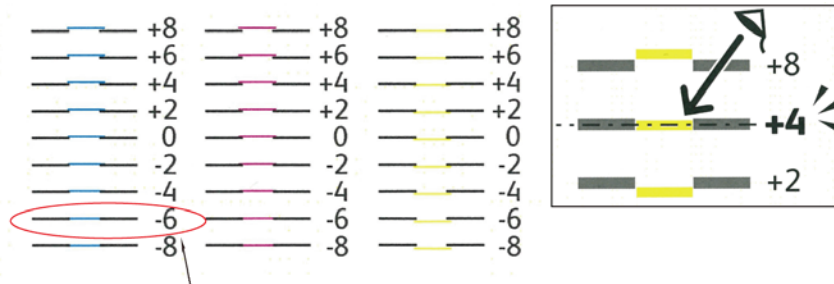 +8 +8 +8
+6 +6 +6
+4 +4 +4
+2 +2 +2
0 0 0
-2 -2 -2
-4 -4 -4
-6 -6 -6
-8 -8 -8
+8
+4
+2